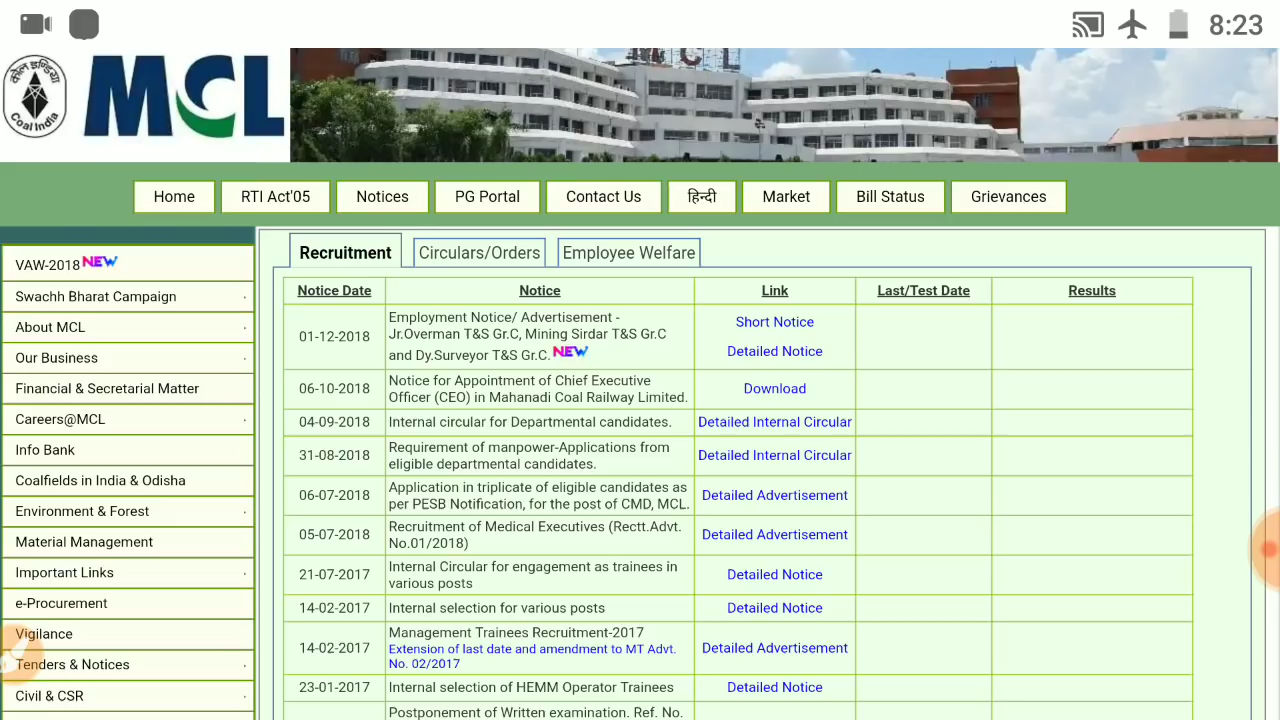 8:23
कोल इण्डिया
Coal India
MCL
MCL
Home RTI Act'05 Notices PG Portal Contact Us हिन्दी Market Bill Status Grievances
VAW-2018 NEW
Swachh Bharat Campaign
About MCL
Our Business
Financial & Secretarial Matter
Careers@MCL
Info Bank
Coalfields in India & Odisha
Environment & Forest
Material Management
Important Links
e-Procurement
Vigilance
Tenders & Notices
Civil & CSR
Recruitment Circulars/Orders Employee Welfare
Notice Date Notice Link Last/Test Date Results
01-12-2018 Employment Notice/ Advertisement -
Jr.Overman T&S Gr.C, Mining Sirdar T&S Gr.C
and Dy.Surveyor T&S Gr.C. NEW
Short Notice
Detailed Notice
06-10-2018 Notice for Appointment of Chief Executive
Officer (CEO) in Mahanadi Coal Railway Limited.
Download
04-09-2018 Internal circular for Departmental candidates. Detailed Internal Circular
31-08-2018 Requirement of manpower-Applications from
eligible departmental candidates.
Detailed Internal Circular
06-07-2018 Application in triplicate of eligible candidates as
per PESB Notification, for the post of CMD, MCL.
Detailed Advertisement
05-07-2018 Recruitment of Medical Executives (Rectt.Advt.
No.01/2018)
Detailed Advertisement
21-07-2017 Internal Circular for engagement as trainees in
various posts
Detailed Notice
14-02-2017 Internal selection for various posts Detailed Notice
14-02-2017 Management Trainees Recruitment-2017
Extension of last date and amendment to MT Advt.
No. 02/2017
Detailed Advertisement
23-01-2017 Internal selection of HEMM Operator Trainees Detailed Notice
Postponement of Written examination. Ref. No.